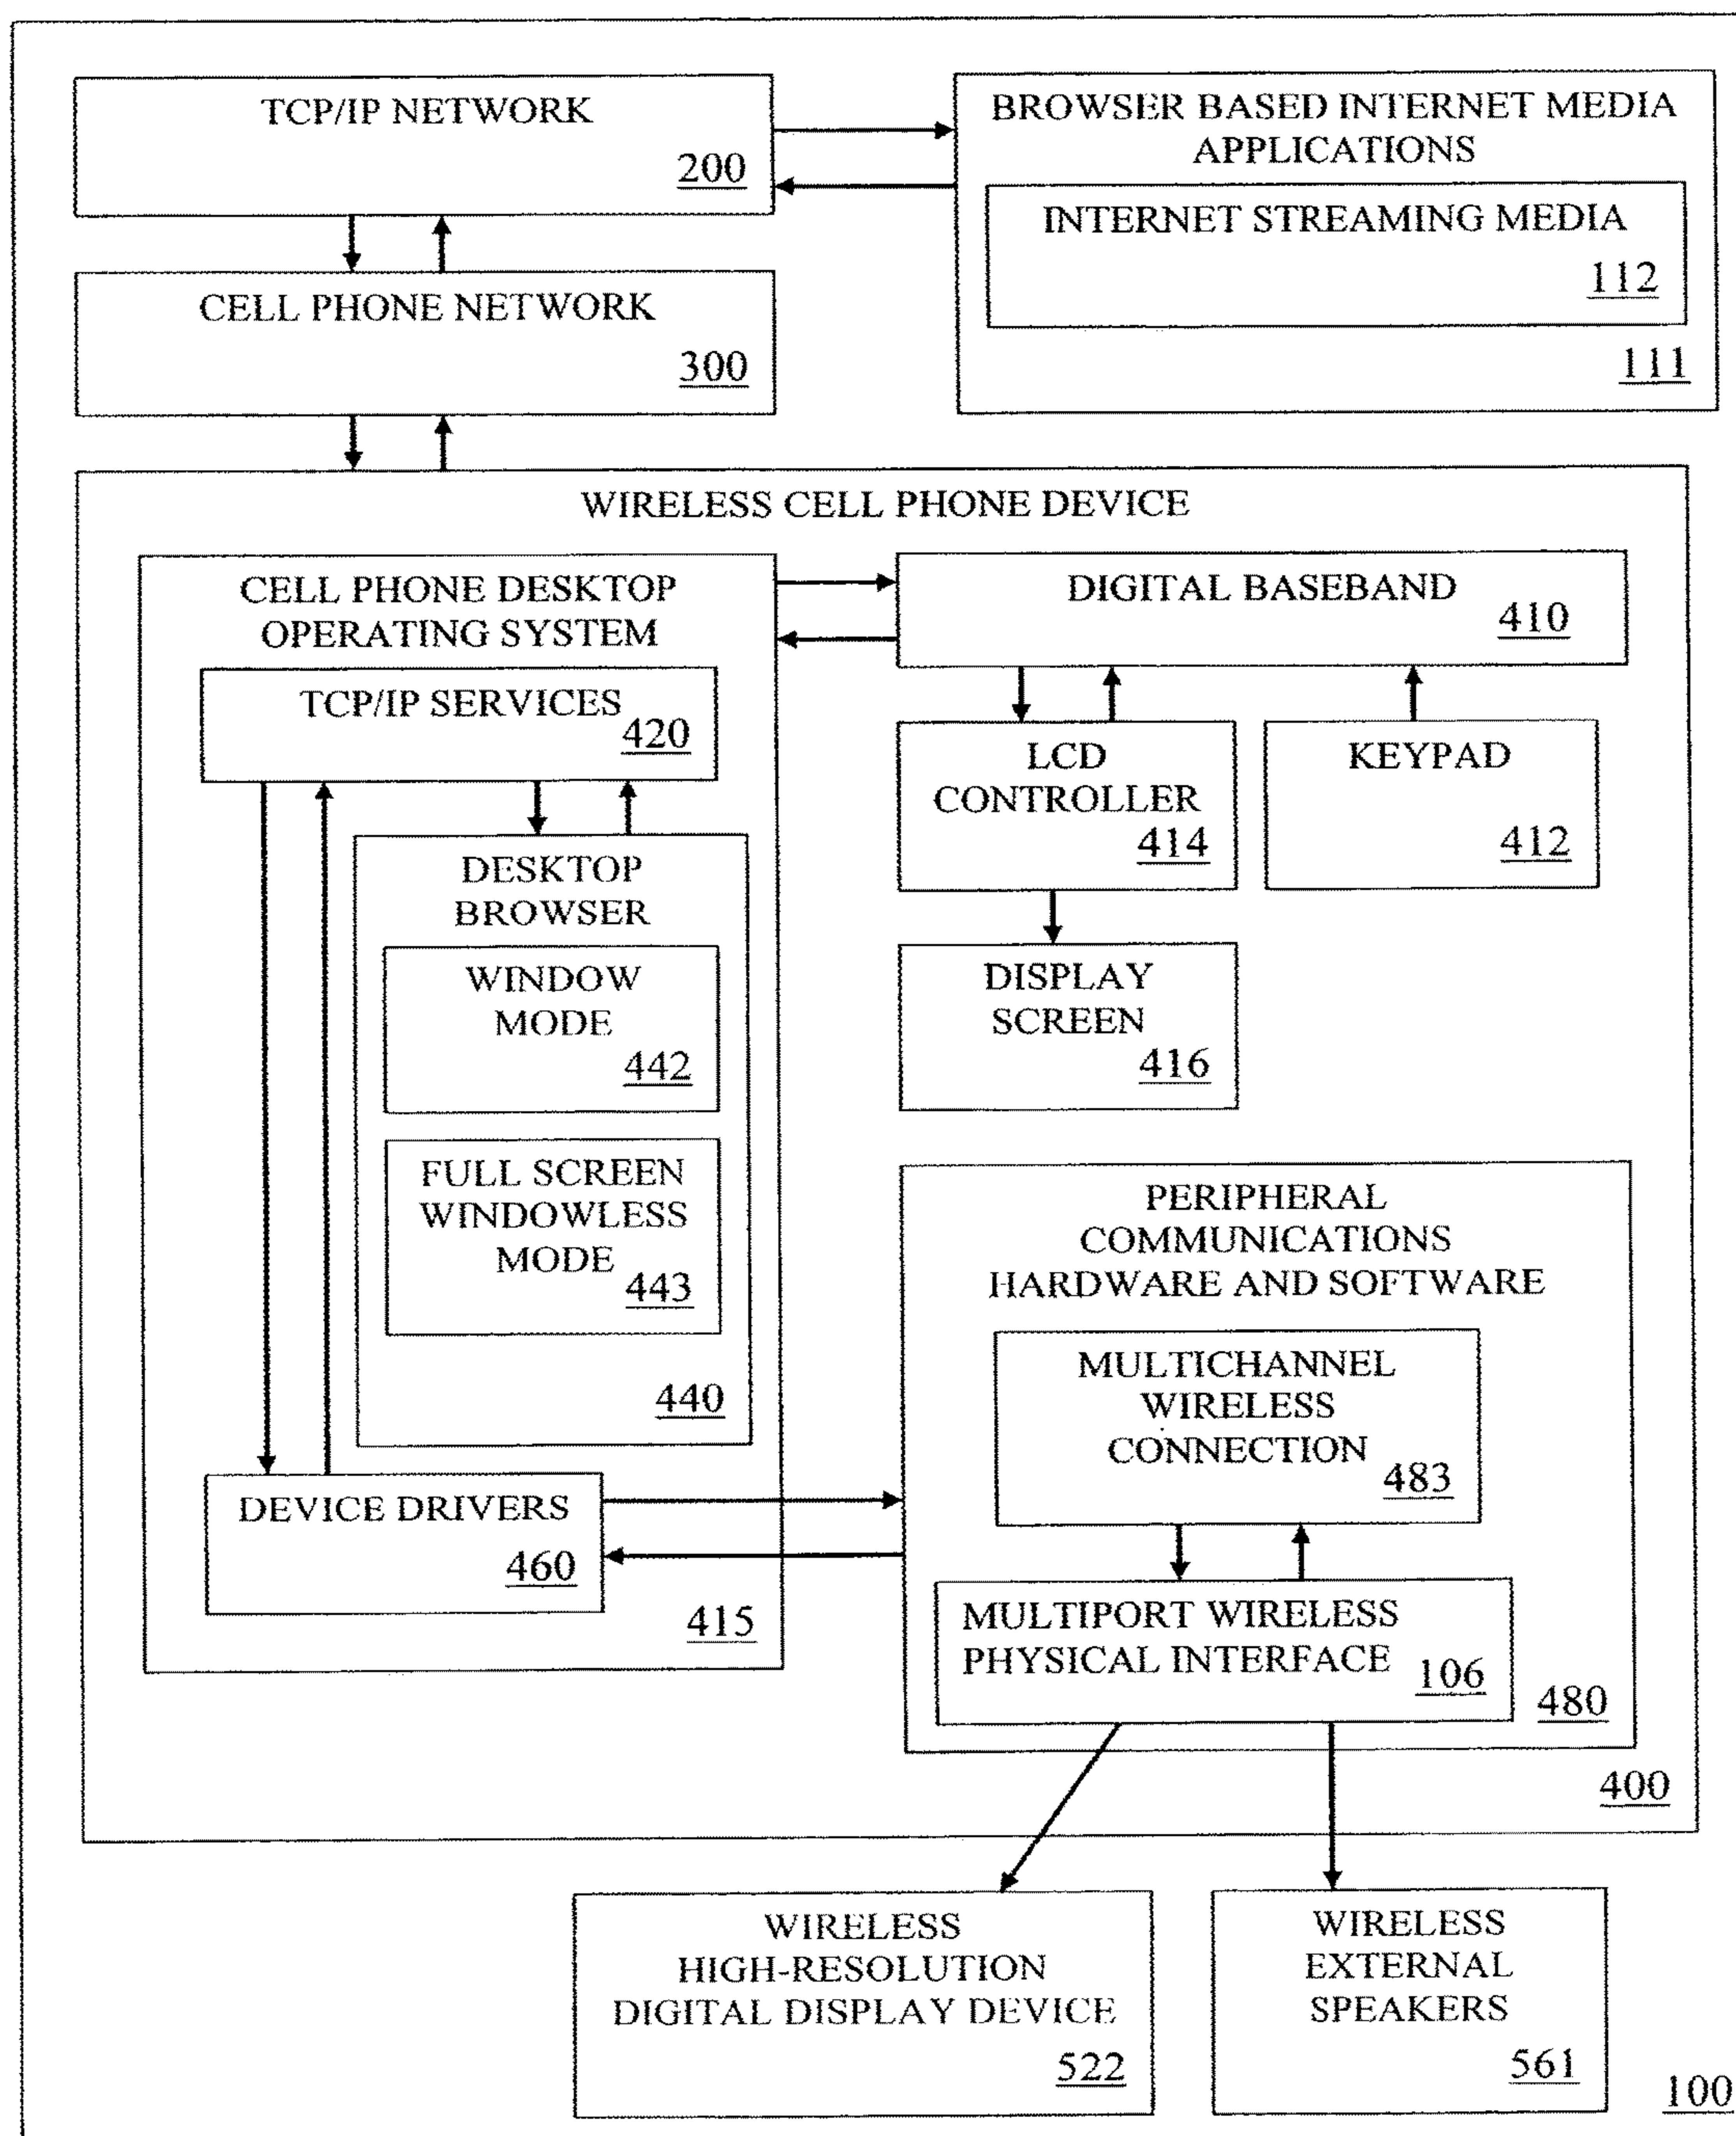 TCP/IP NETWORK
200
BROWSER BASED INTERNET MEDIA
APPLICATIONS
INTERNET STREAMING MEDIA
112
111
CELL PHONE NETWORK
300
WIRELESS CELL PHONE DEVICE
CELL PHONE DESKTOP
OPERATING SYSTEM
TCP/IP SERVICES
420
DESKTOP
BROWSER
WINDOW
MODE
442
FULL SCREEN
WINDOWLESS
MODE
443
440
DEVICE DRIVERS
460
415
DIGITAL BASEBAND
410
LCD
CONTROLLER
414
KEYPAD
412
DISPLAY
SCREEN
416
PERIPHERAL
COMMUNICATIONS
HARDWARE AND SOFTWARE
MULTICHANNEL
WIRELESS
CONNECTION
483
MULTIPORT WIRELESS
PHYSICAL INTERFACE
106
480
400
WIRELESS
HIGH-RESOLUTION
DIGITAL DISPLAY DEVICE
522
WIRELESS
EXTERNAL
SPEAKERS
561
100